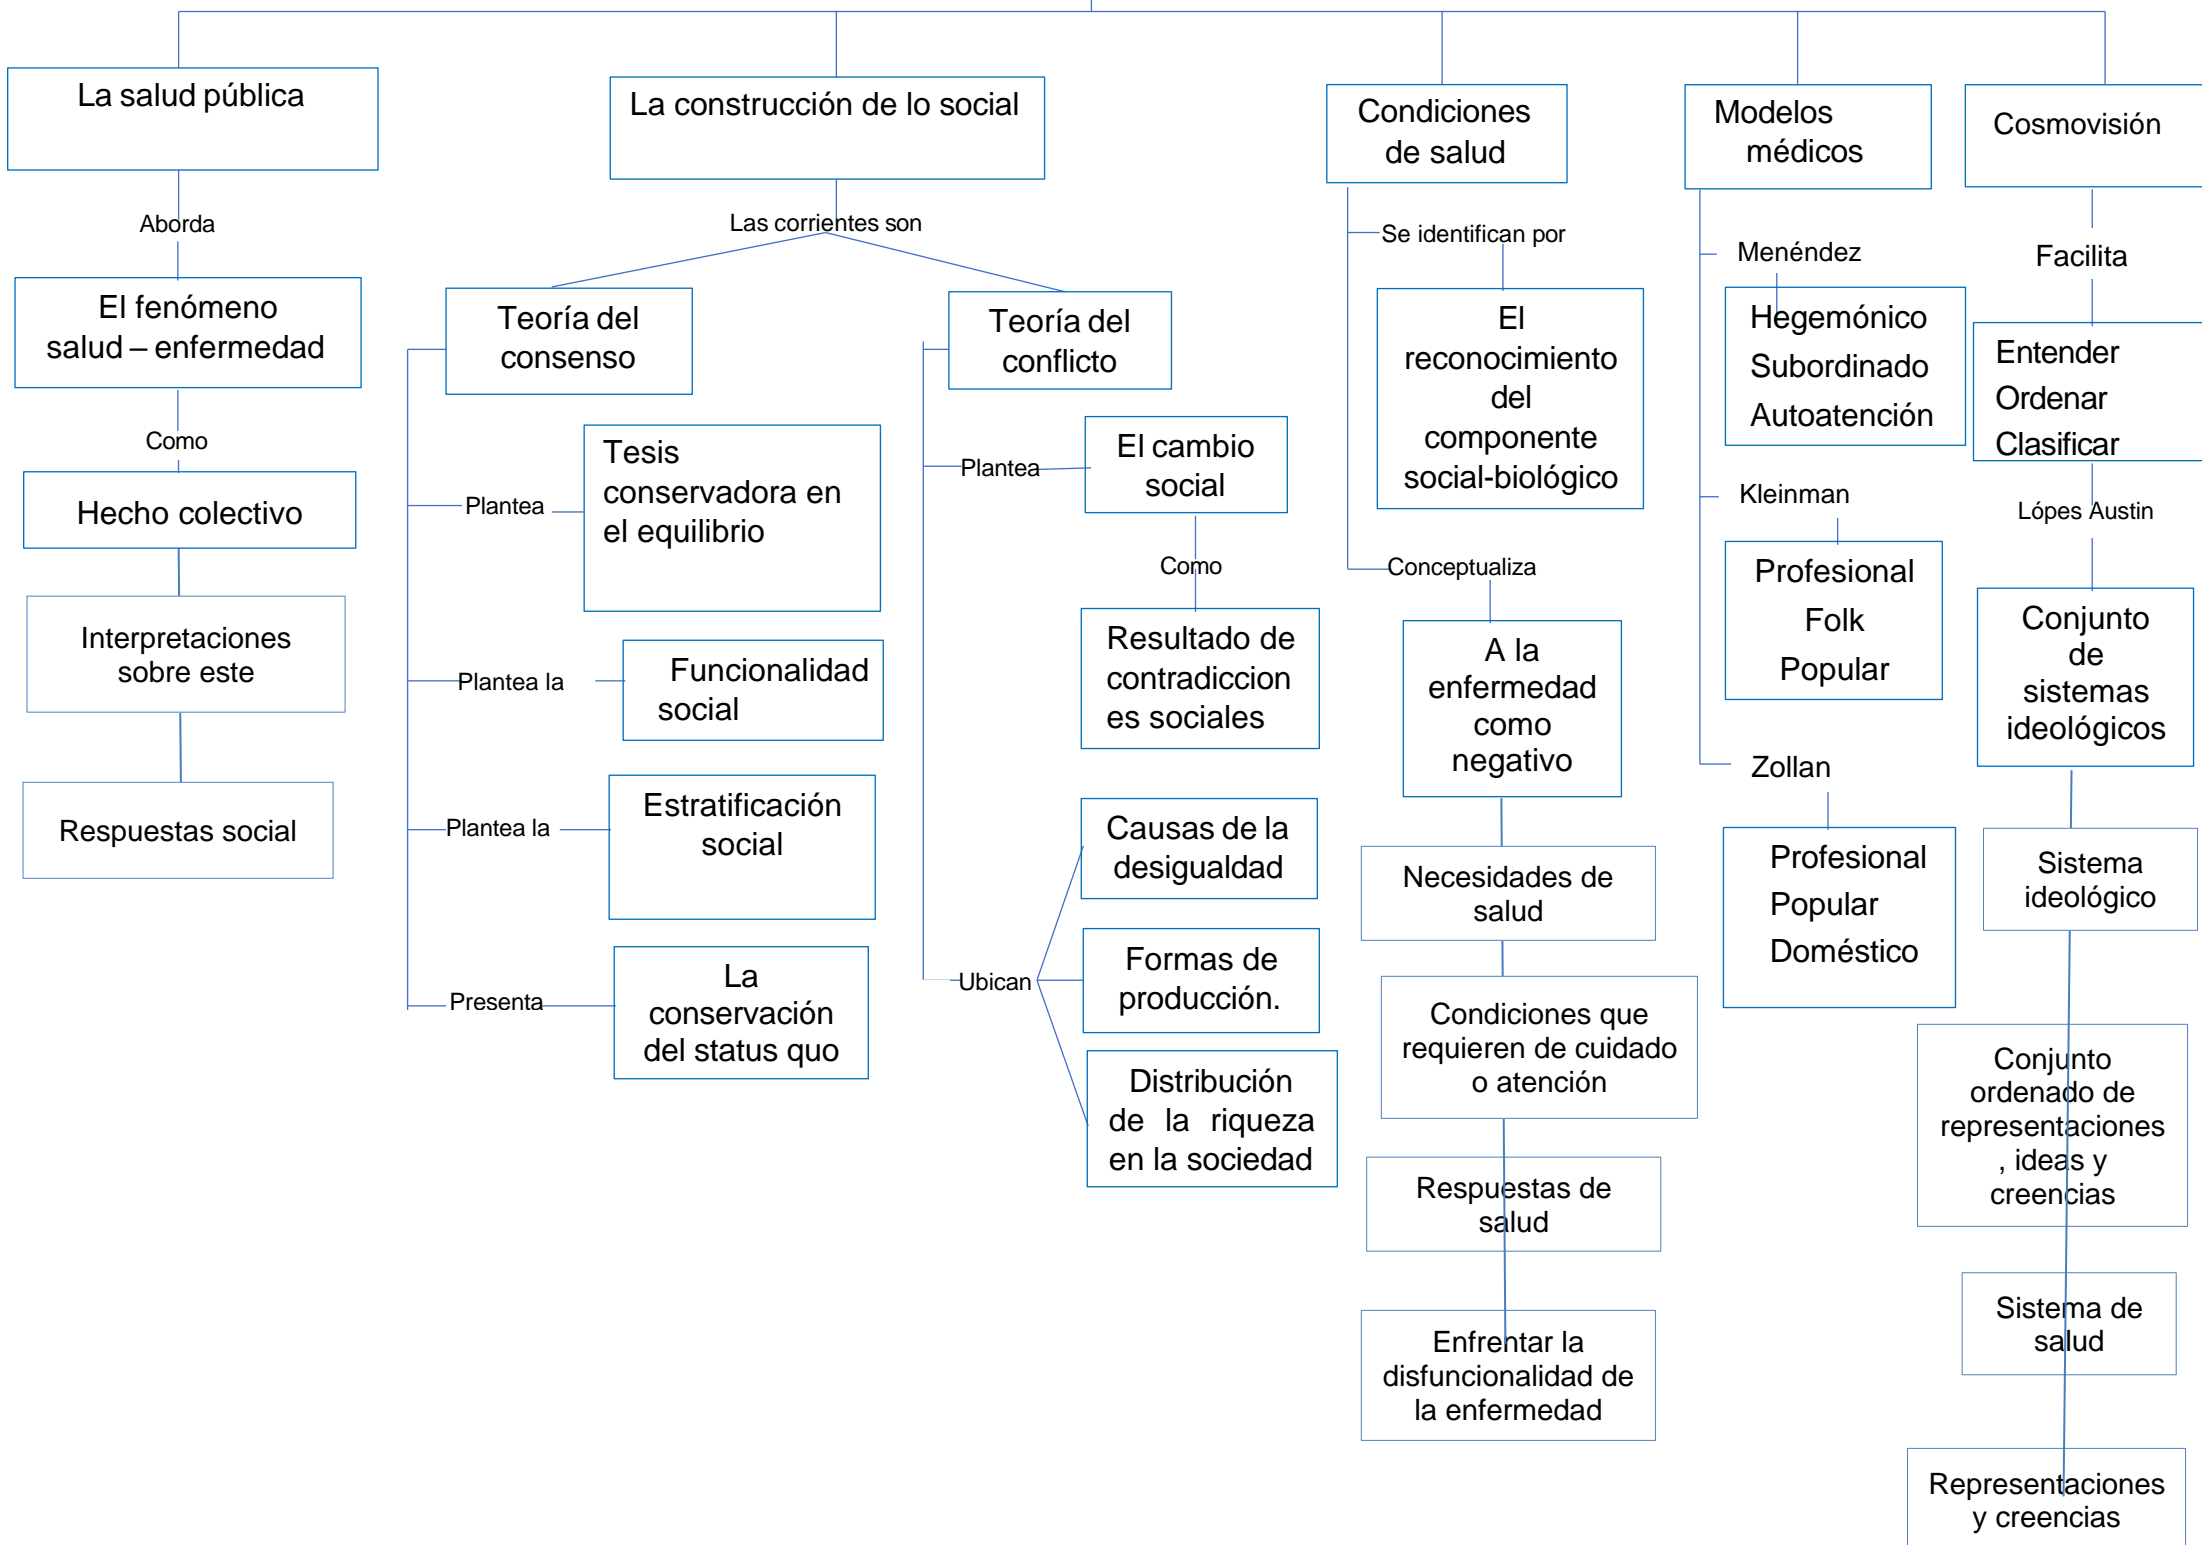 La salud pública
Aborda
El fenómeno
salud – enfermedad
Como
Hecho colectivo
Interpretaciones
sobre este
Respuestas social
La construcción de lo social
Las corrientes son
Teoría del
consenso
Plantea
Tesis
conservadora en
el equilibrio
Plantea la
Funcionalidad
social
Plantea la
Estratificación
social
Presenta
La
conservación
del status quo
Teoría del
conflicto
Plantea
El cambio
social
Como
Resultado de
contradiccion
es sociales
Ubican
Causas de la
desigualdad
Formas de
producción.
Distribución
de la riqueza
en la sociedad
Condiciones
de salud
Se identifican por
El
reconocimiento
del
componente
social-biológico
Conceptualiza
A la
enfermedad
como
negativo
Necesidades de
salud
Condiciones que
requieren de cuidado
o atención
Respuestas de
salud
Enfrentar la
disfuncionalidad de
la enfermedad
Modelos
médicos
Menéndez
Hegemónico
Subordinado
Autoatención
Kleinman
Profesional
Folk
Popular
Zollan
Profesional
Popular
Doméstico
Cosmovisión
Facilita
Entender
Ordenar
Clasificar
Lópes Austin
Conjunto
de
sistemas
ideológicos
Sistema
ideológico
Conjunto
ordenado de
representaciones
, ideas y
creencias
Sistema de
salud
Representaciones
y creencias